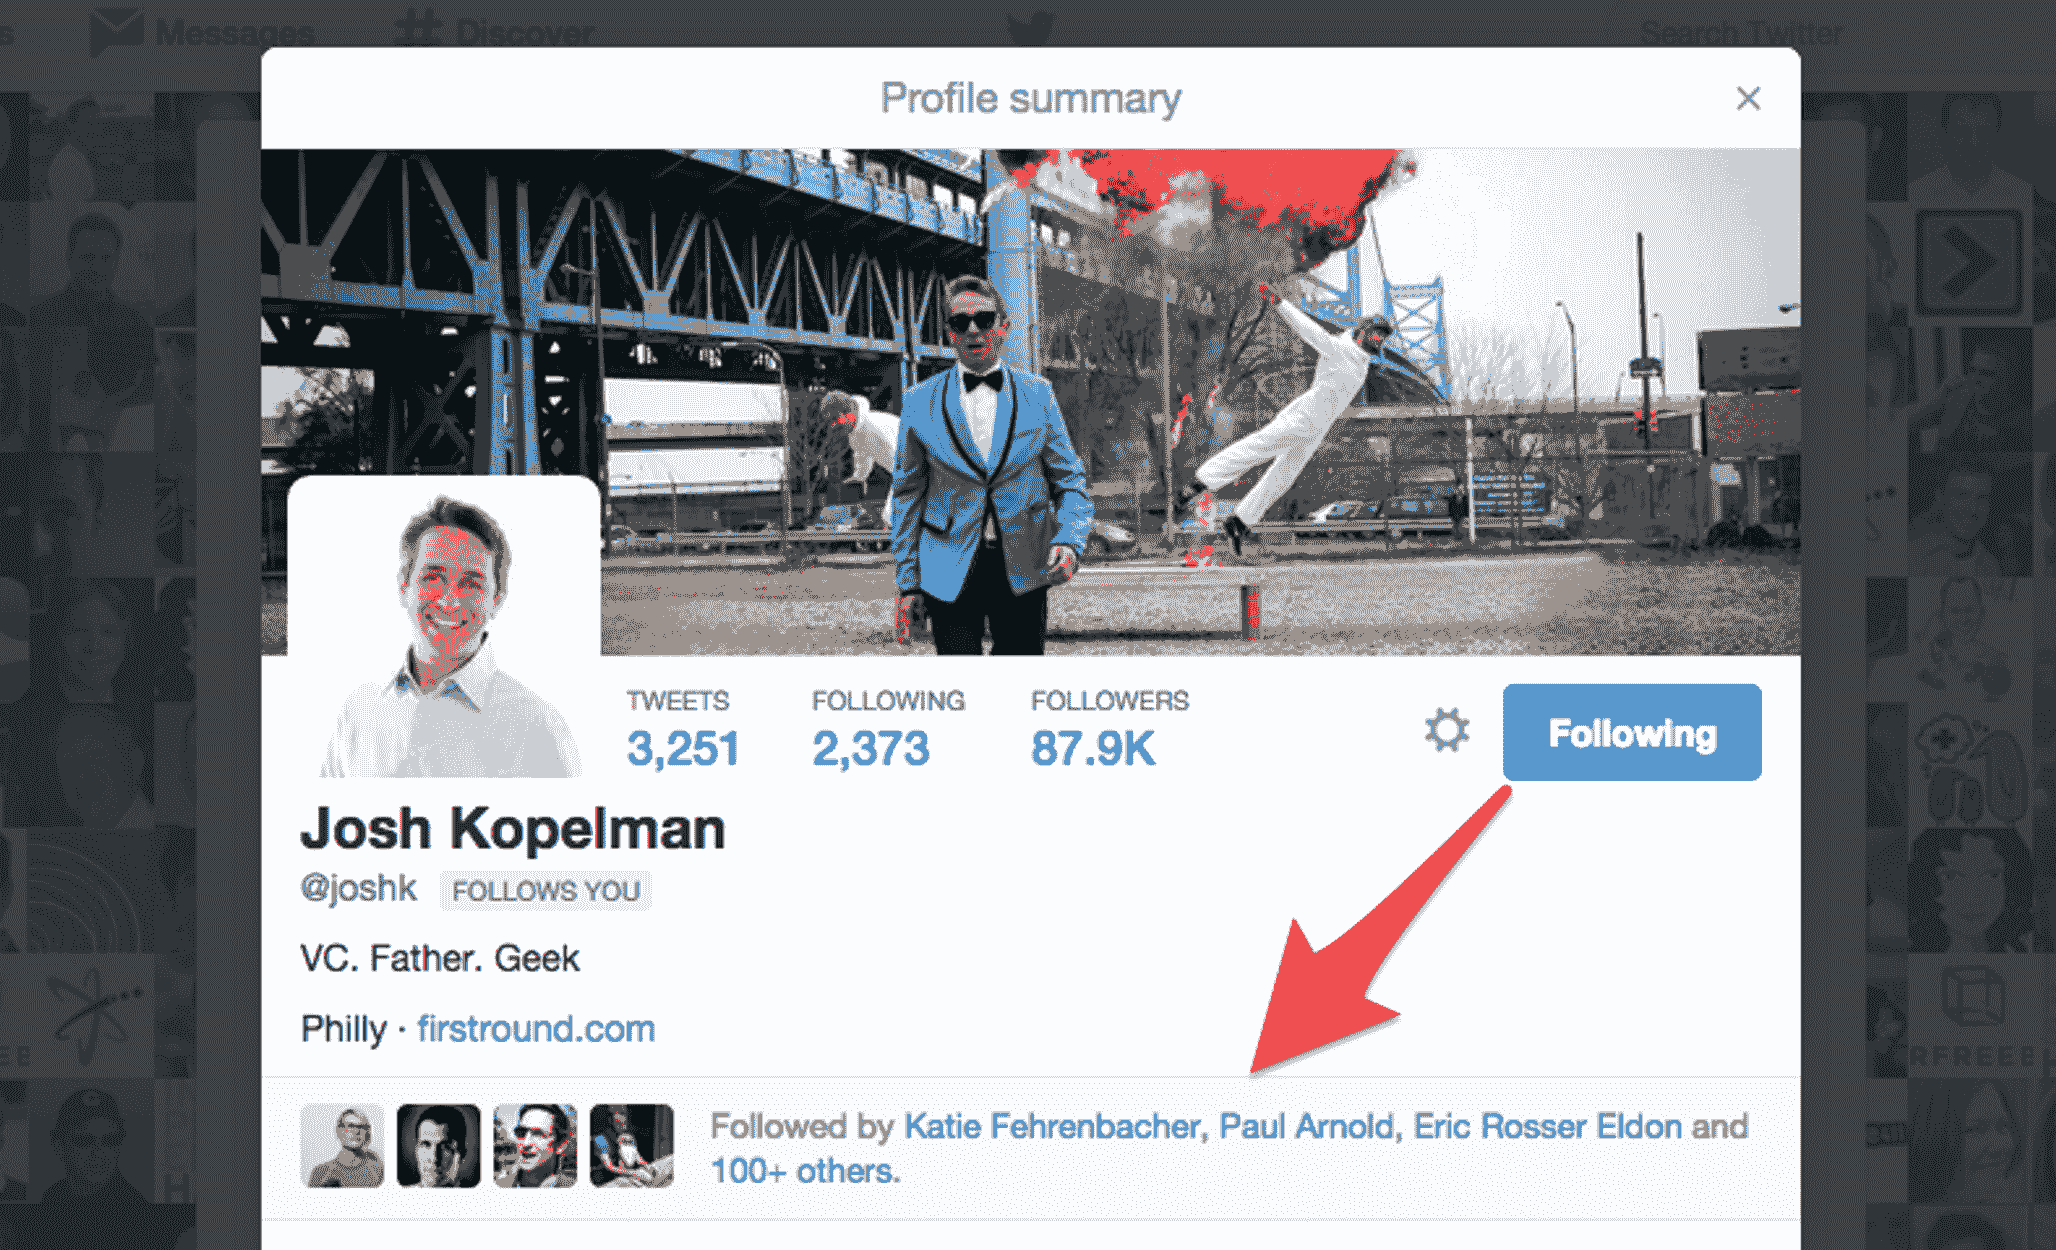 Messages
Discover
Search Twitter
Profile summary
TWEETS
3,251
FOLLOWING
2,373
FOLLOWERS
87.9K
Following
Josh Kopelman
@joshk FOLLOWS YOU
VC. Father. Geek
Philly · firstround.com
Followed by Katie Fehrenbacher, Paul Arnold, Eric Rosser Eldon and
100+ others.